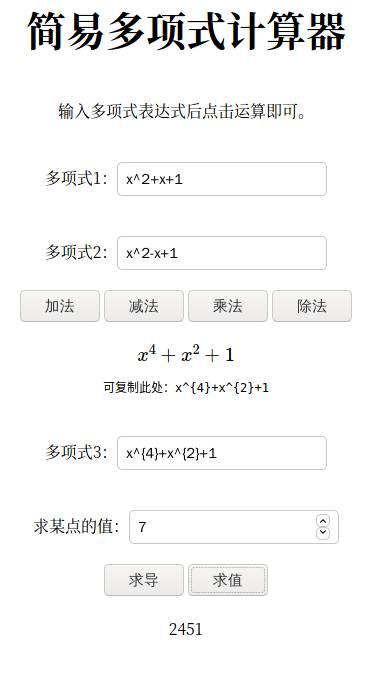 简易多项式计算器
输入多项式表达式后点击运算即可。
多项式1： x^2+x+1
多项式2： x^2-x+1
加法 减法 乘法 除法
x⁴ + x² + 1
可复制此处：x^{4}+x^{2}+1
多项式3： x^{4}+x^{2}+1
求某点的值： 7
求导 求值
2451